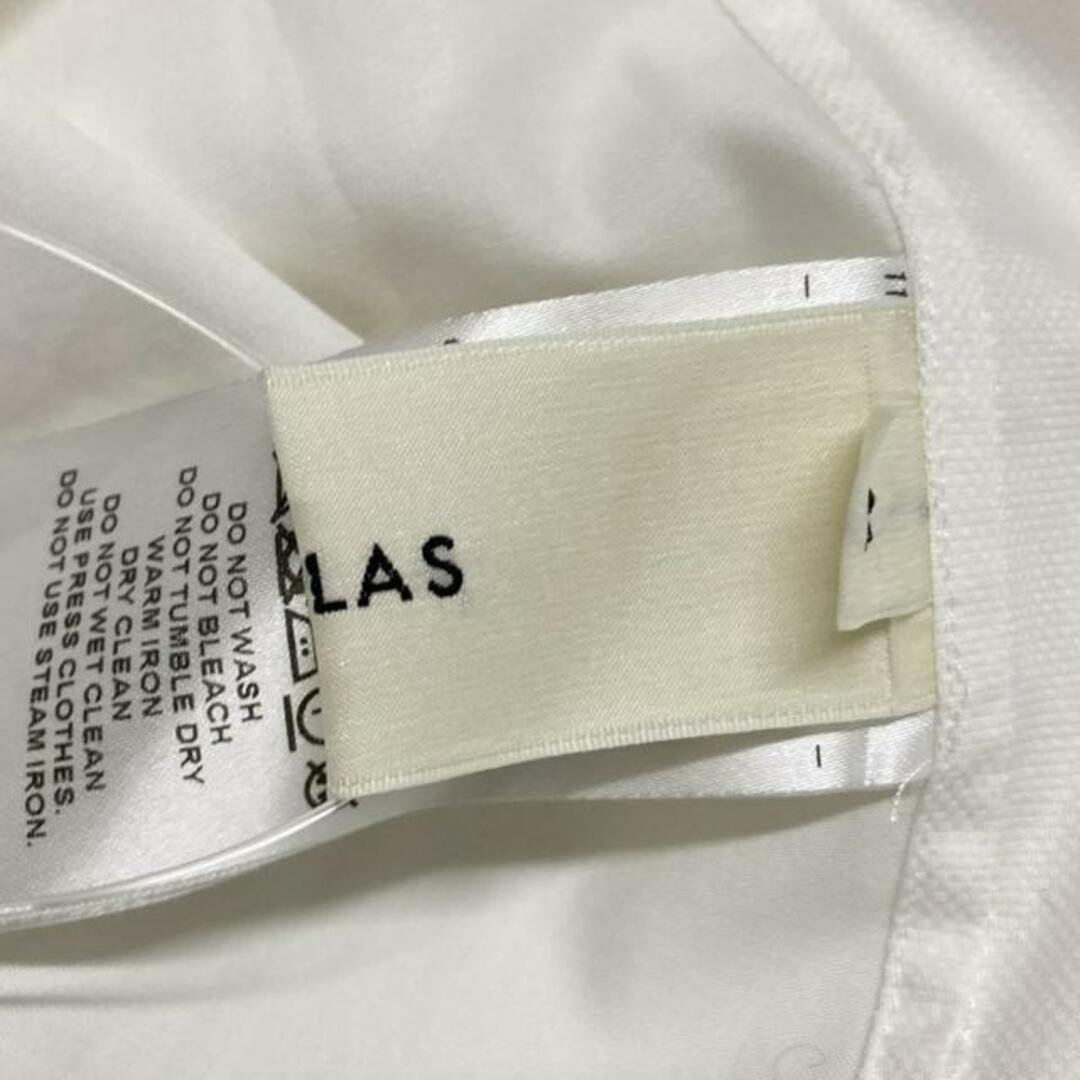 LAS
DO NOT WASH
DO NOT BLEACH
DO NOT TUMBLE DRY
WARM IRON
DRY CLEAN
DO NOT WET CLEAN
USE PRESS CLOTHES.
DO NOT USE STEAM IRON.